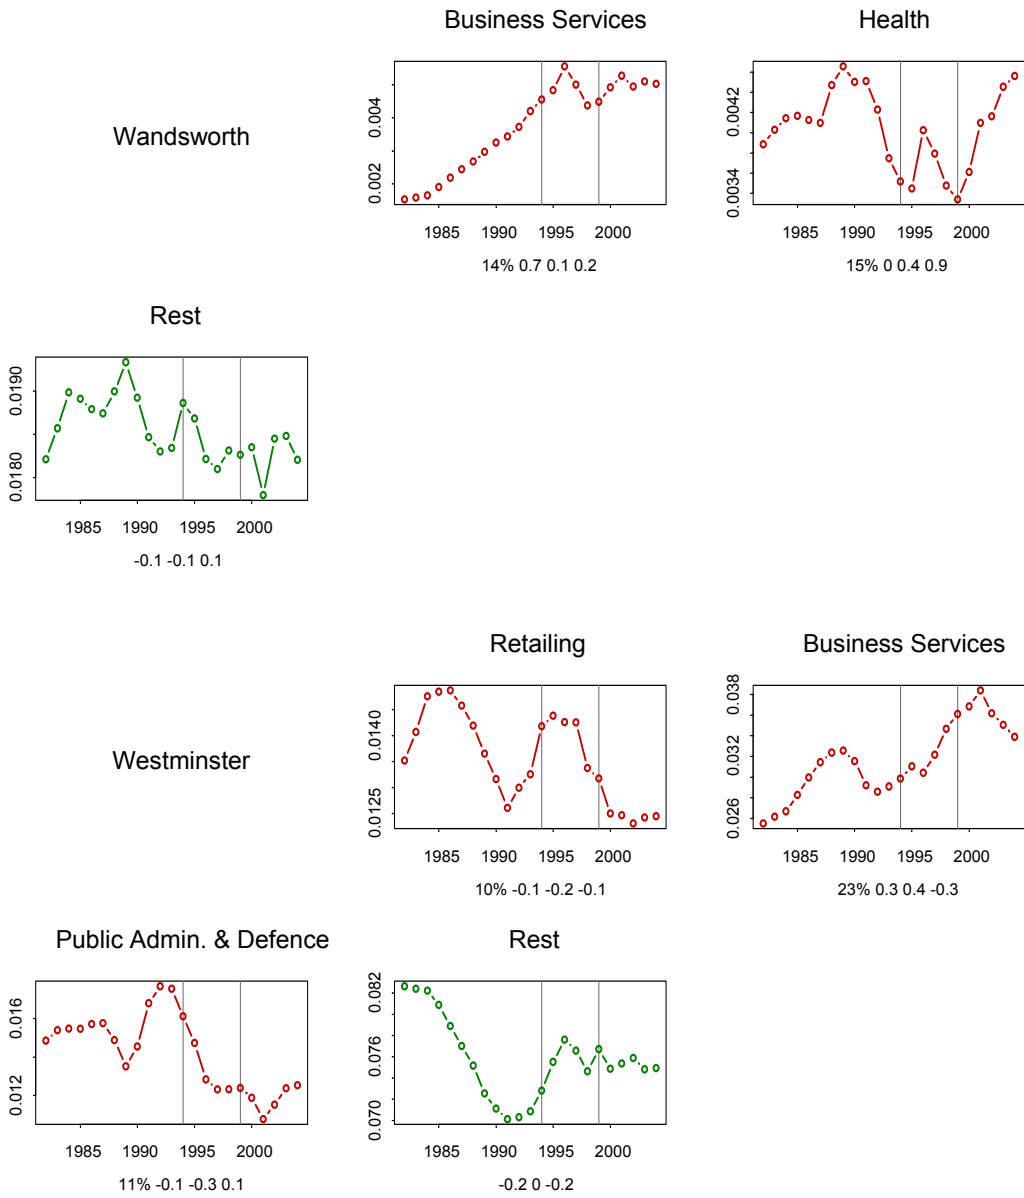 Business Services
Health
Wandsworth
0.002 0.004
1985 1990 1995 2000
14% 0.7 0.1 0.2
0.0034 0.0042
1985 1990 1995 2000
15% 0 0.4 0.9
Rest
0.0180 0.0190
1985 1990 1995 2000
-0.1 -0.1 0.1
Retailing
Business Services
Westminster
0.0125 0.0140
1985 1990 1995 2000
10% -0.1 -0.2 -0.1
0.026 0.032 0.038
1985 1990 1995 2000
23% 0.3 0.4 -0.3
Public Admin. & Defence
Rest
0.012 0.016
1985 1990 1995 2000
11% -0.1 -0.3 0.1
0.070 0.076 0.082
1985 1990 1995 2000
-0.2 0 -0.2